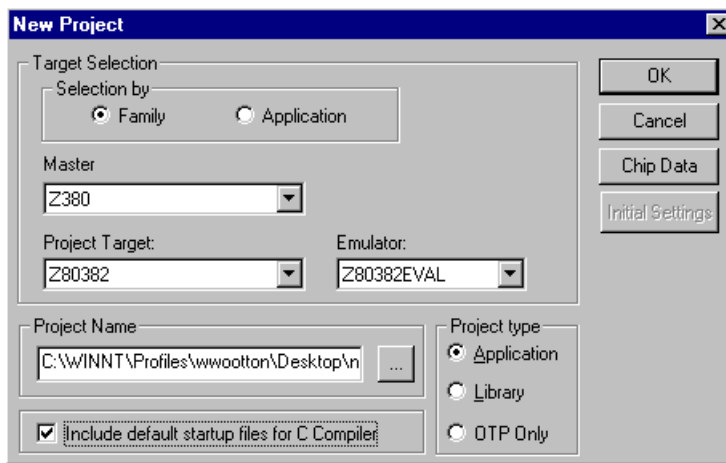 New Project
Target Selection
Selection by
Family
Application
Master
Z380
Project Target:
Emulator:
Z80382
Z80382EVAL
Project Name
C:\WINNT\Profiles\wwootton\Desktop\n
...
Include default startup files for C Compiler
Project type
Application
Library
OTP Only
OK
Cancel
Chip Data
Initial Settings